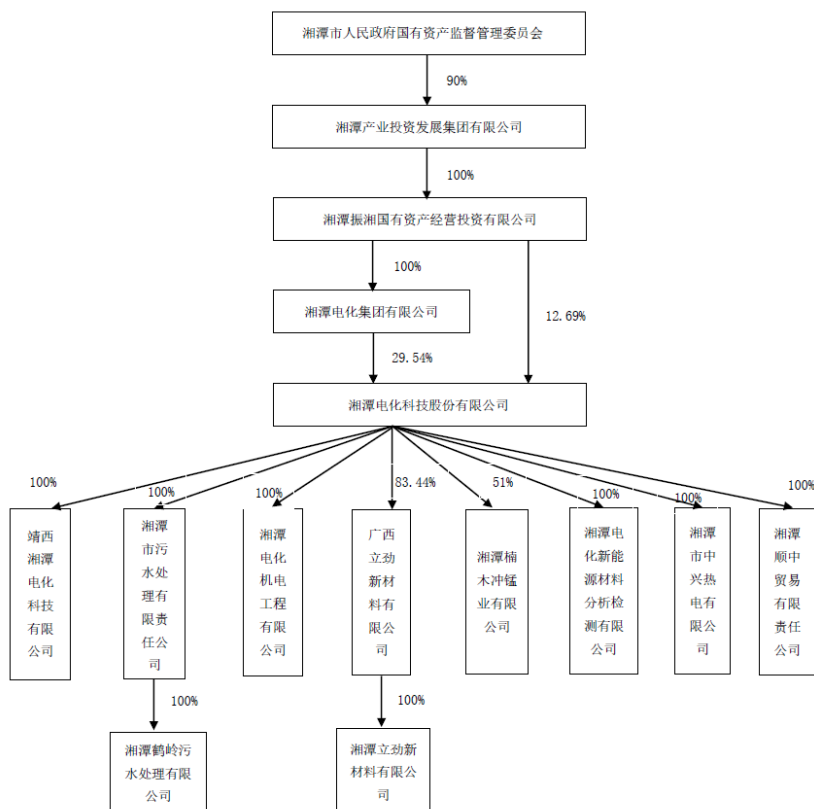 湘潭市人民政府国有资产监督管理委员会
90%
湘潭产业投资发展集团有限公司
100%
湘潭振湘国有资产经营投资有限公司
100%
湘潭电化集团有限公司
12.69%
29.54%
湘潭电化科技股份有限公司
100%
100%
100%
83.44%
51%
100%
100%
100%
靖西
湘潭
电化
科技
有限
公司
湘潭
市污
水处
理有
限责
任公
司
湘潭
电化
机电
工程
有限
公司
广西
立劲
新材
料有
限公
司
湘潭楠
木冲锰
业有限
公司
湘潭电
化新能
源材料
分析检
测有限
公司
湘潭
市中
兴热
电有
限公
司
湘潭
顺中
贸易
有限
责任
公司
100%
100%
湘潭鹤岭污
水处理有限
公司
湘潭立劲新
材料有限公
司